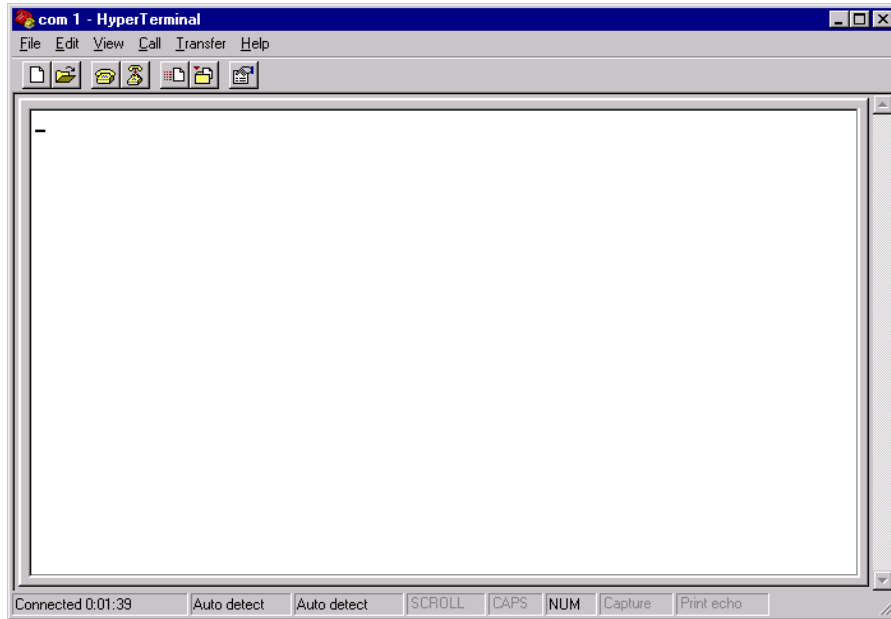 com 1 - HyperTerminal
File Edit View Call Transfer Help
Connected 0:01:39 Auto detect Auto detect SCROLL CAPS NUM Capture Print echo